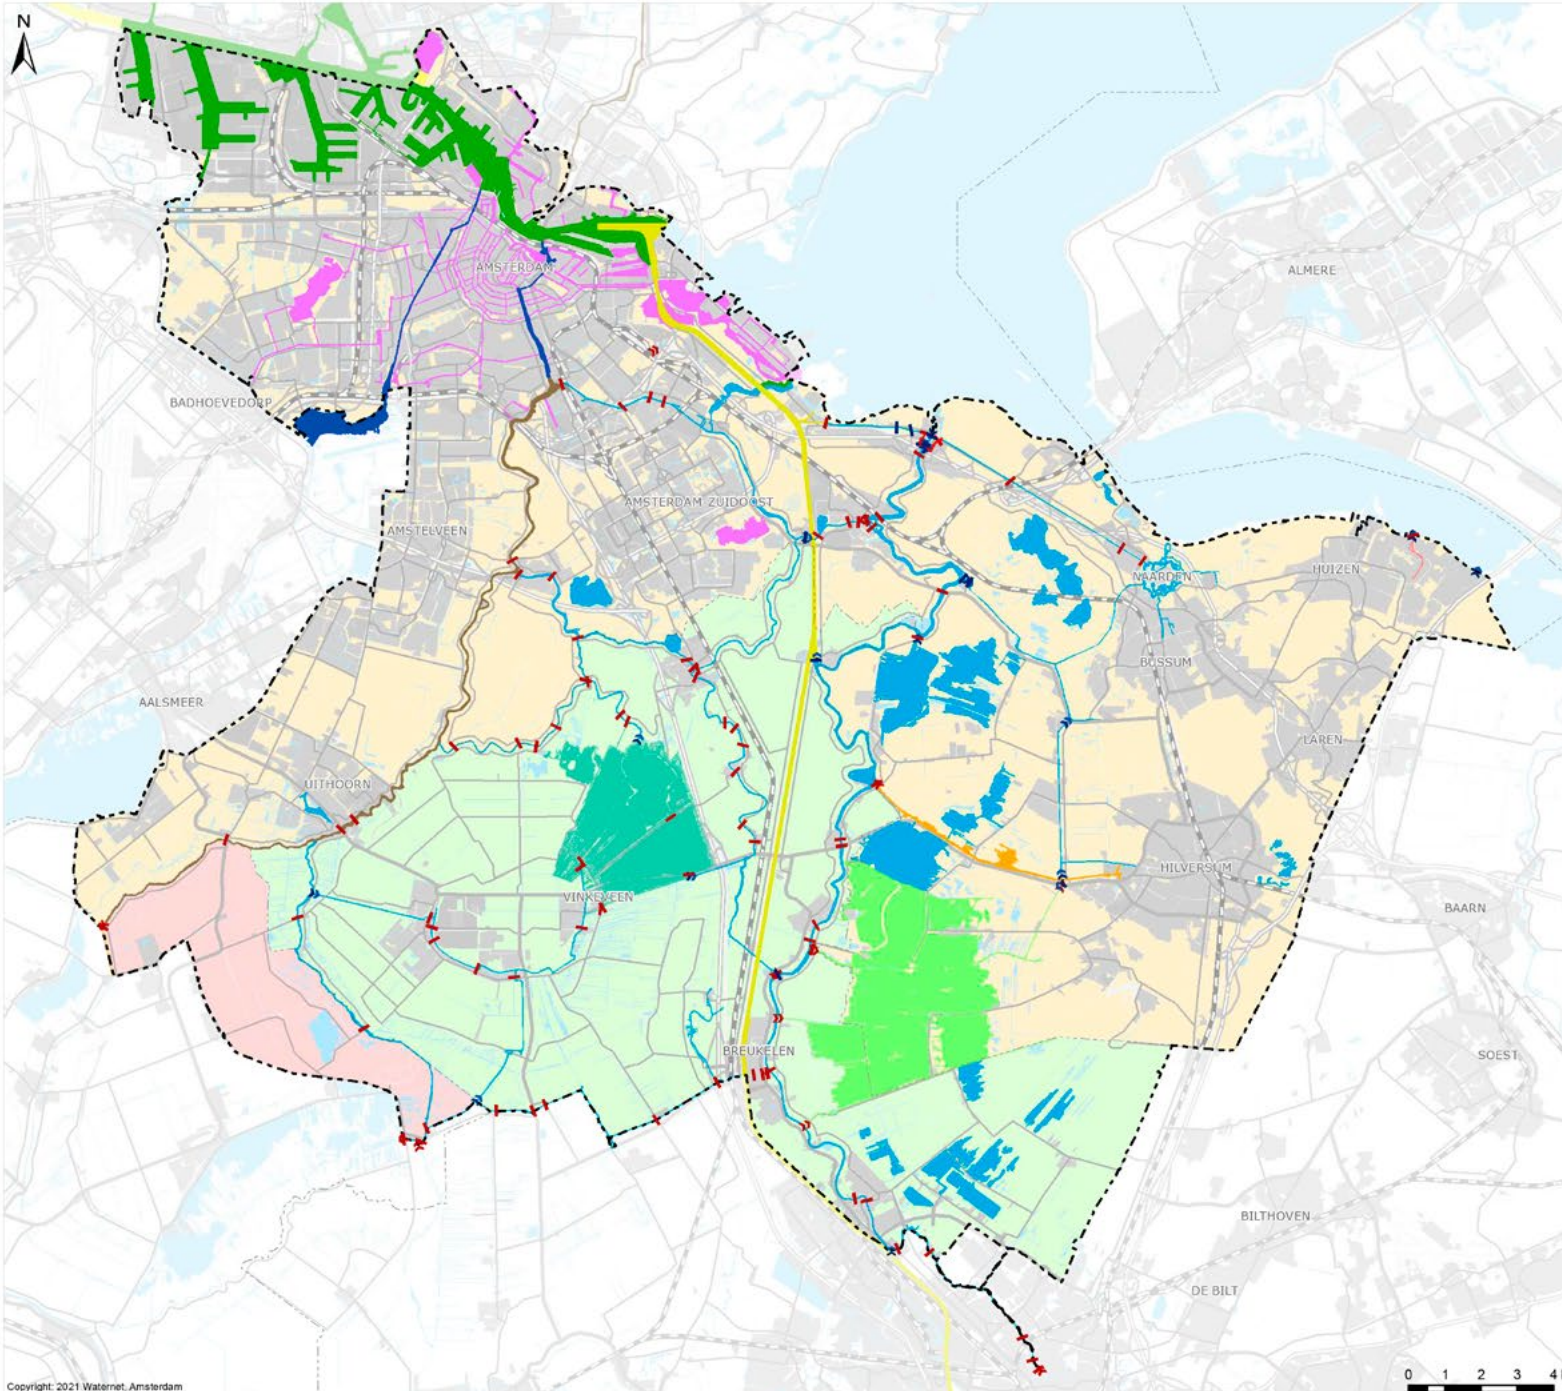 N
AMSTERDAM
ALMERE
BADHOEVEDORP
AMSTERDAM-ZUIDOOST
AMSTELVEEN
NAARDEN
HUIZEN
BUSSUM
AALSMEER
LAREN
UITHOORN
HILVERSUM
VINKEVEEN
BAARN
BREUKELEN
SOEST
BILTHOVEN
DE BILT
0 1 2 3 4
Copyright: 2021 Waternet, Amsterdam